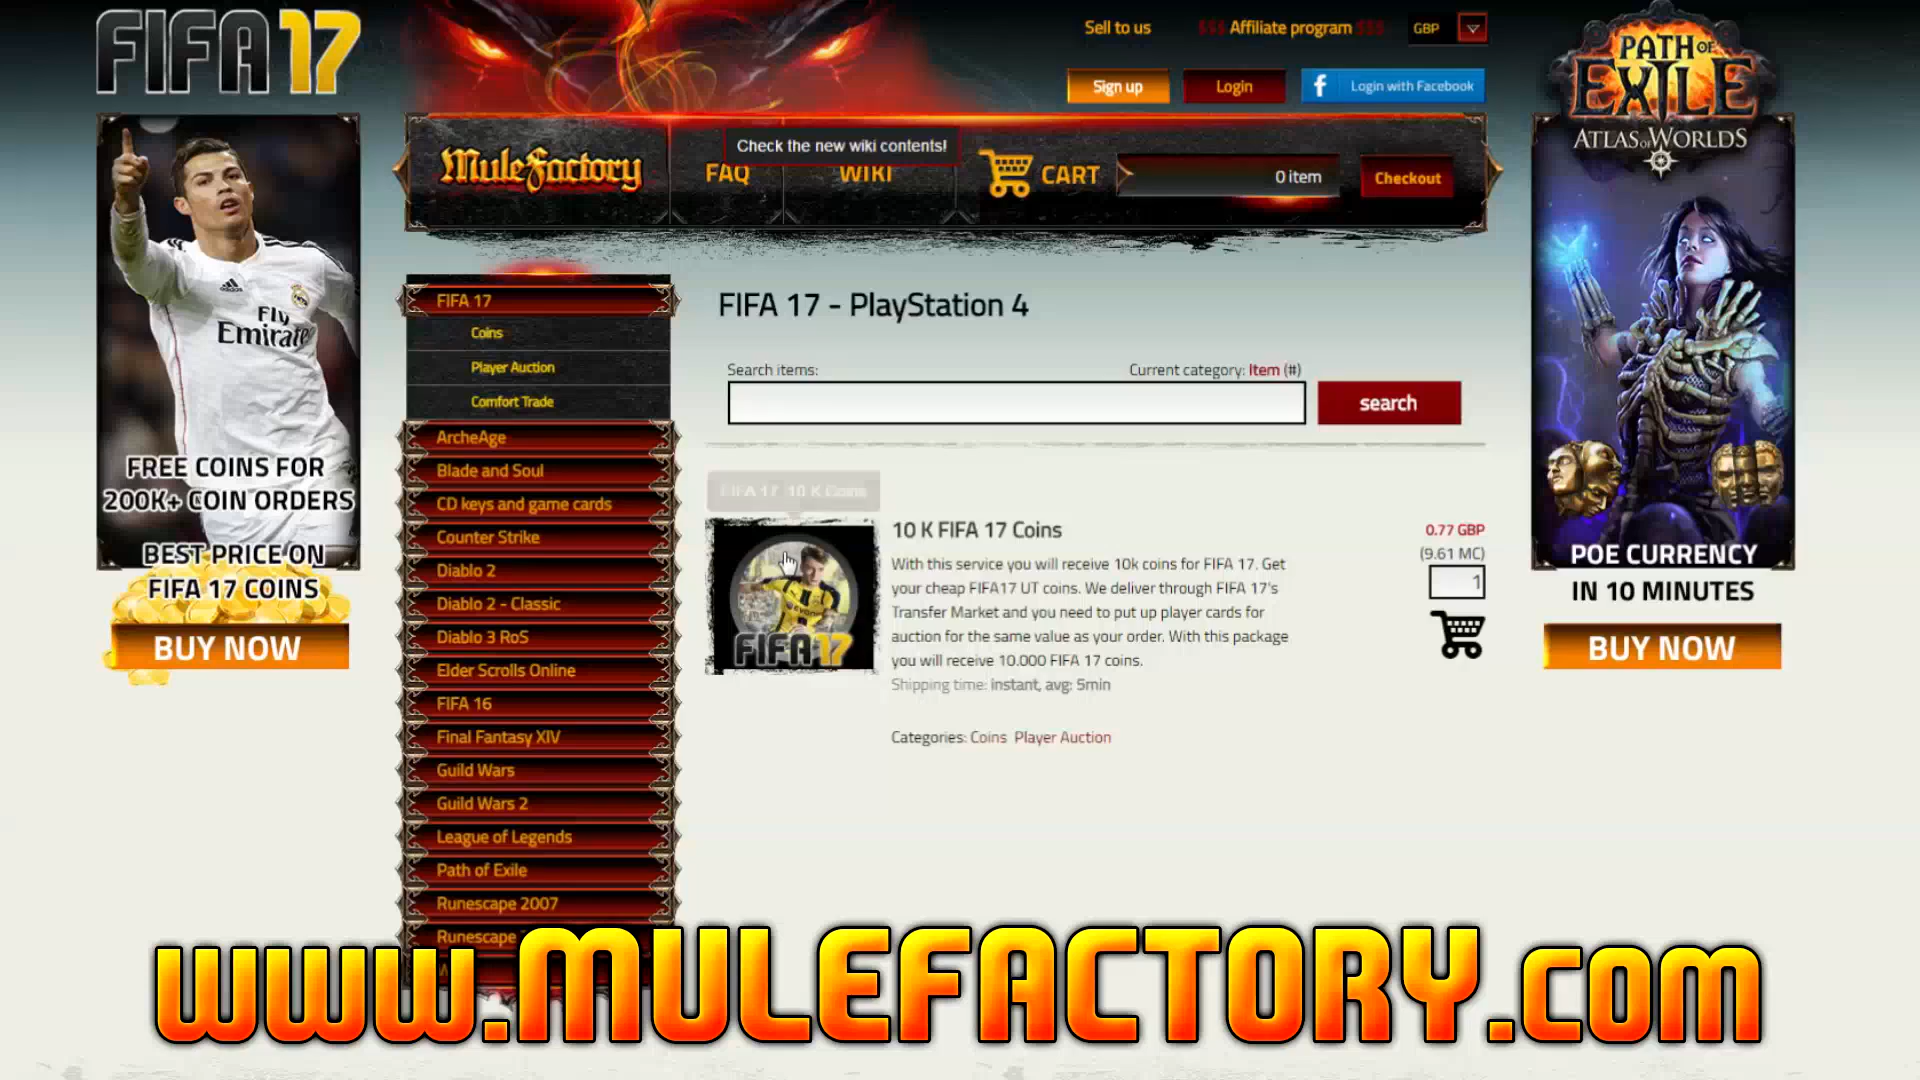 FIFA 17
Sell to us
$$$ Affiliate program $$$
GBP
Sign up
Login
f Login with Facebook
PATH OF
EXILE
ATLAS OF WORLDS
MuleFactory
Check the new wiki contents!
FAQ
WIKI
CART
0 item
Checkout
Fly
Emirate
FREE COINS FOR
200K+ COIN ORDERS
BEST PRICE ON
FIFA 17 COINS
BUY NOW
FIFA 17
Coins
Player Auction
Comfort Trade
ArcheAge
Blade and Soul
CD keys and game cards
Counter Strike
Diablo 2
Diablo 2 - Classic
Diablo 3 RoS
Elder Scrolls Online
FIFA 16
Final Fantasy XIV
Guild Wars
Guild Wars 2
League of Legends
Path of Exile
Runescape 2007
Runescape
FIFA 17 - PlayStation 4
Search items:
Current category: Item (#)
search
FIFA 17 10 K Coins
FIFA 17
10 K FIFA 17 Coins
With this service you will receive 10k coins for FIFA 17. Get
your cheap FIFA17 UT coins. We deliver through FIFA 17's
Transfer Market and you need to put up player cards for
auction for the same value as your order. With this package
you will receive 10.000 FIFA 17 coins.
Shipping time: instant, avg: 5min
Categories: Coins Player Auction
0.77 GBP
(9.61 MC)
1
POE CURRENCY
IN 10 MINUTES
BUY NOW
www.MULEFACTORY.com